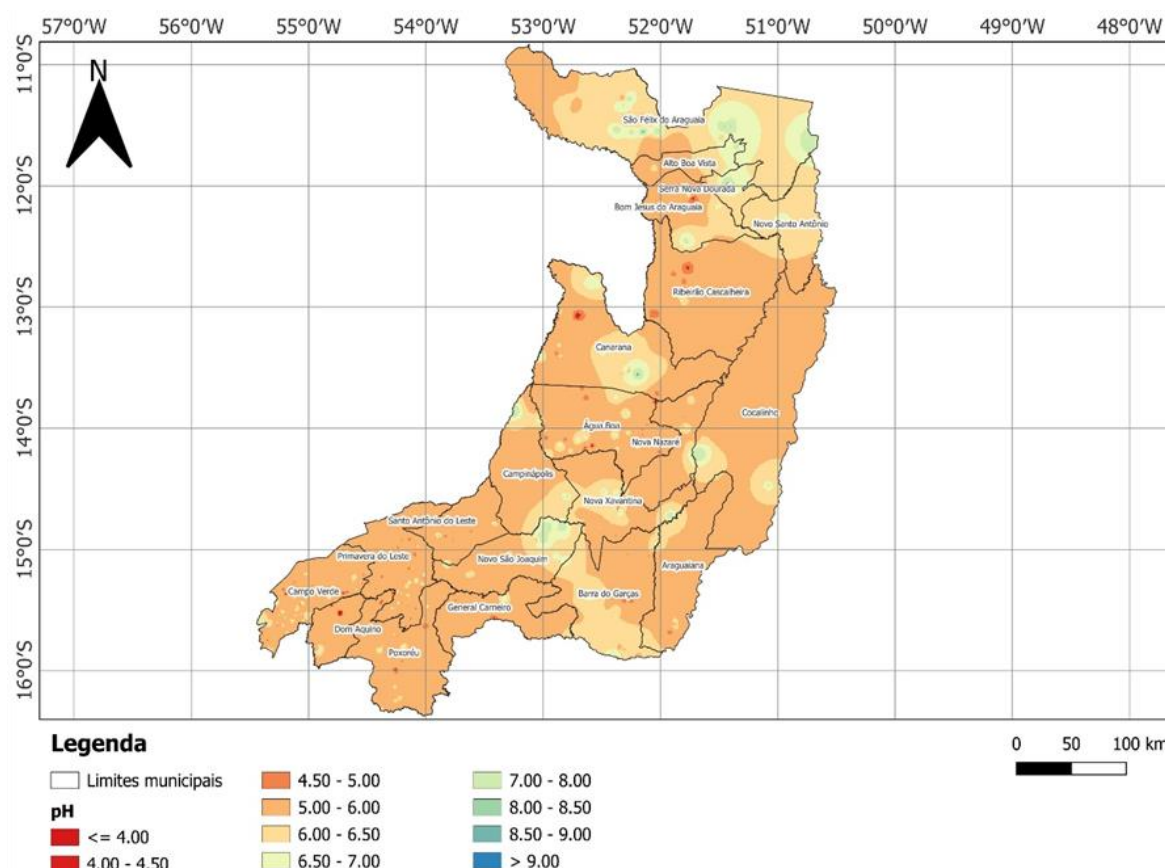 57°0'W 56°0'W 55°0'W 54°0'W 53°0'W 52°0'W 51°0'W 50°0'W 49°0'W 48°0'W
11°0'S
N
São Félix do Araguaia
Alto Boa Vista
12°0'S
Serra Nova Dourada
Bom Jesus do Araguaia
Novo Santo Antônio
Ribeirão Cascalheira
13°0'S
Canarana
Cocalinho
14°0'S
Água Boa
Nova Nazaré
Campinápolis
Nova Xavantina
Santo Antônio do Leste
15°0'S
Primavera do Leste
Novo São Joaquim
Araguaiana
Campo Verde
Barra do Garças
General Carneiro
Dom Aquino
Poxoréu
16°0'S
Legenda
Limites municipais
pH
<= 4.00
4.00 - 4.50
4.50 - 5.00
5.00 - 6.00
6.00 - 6.50
6.50 - 7.00
7.00 - 8.00
8.00 - 8.50
8.50 - 9.00
> 9.00
0 50 100 km